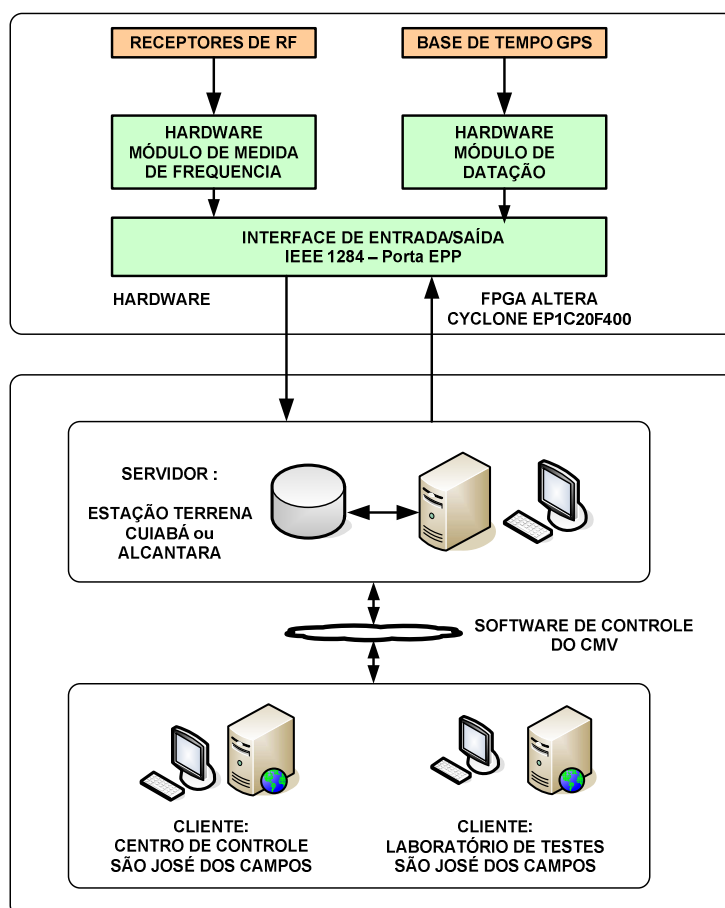 RECEPTORES DE RF
BASE DE TEMPO GPS
HARDWARE
MÓDULO DE MEDIDA
DE FREQUENCIA
HARDWARE
MÓDULO DE
DATAÇÃO
INTERFACE DE ENTRADA/SAÍDA
IEEE 1284 – Porta EPP
HARDWARE
FPGA ALTERA
CYCLONE EP1C20F400
SERVIDOR :
ESTAÇÃO TERRENA
CUIABÁ ou
ALCANTARA
SOFTWARE DE CONTROLE
DO CMV
CLIENTE:
CENTRO DE CONTROLE
SÃO JOSÉ DOS CAMPOS
CLIENTE:
LABORATÓRIO DE TESTES
SÃO JOSÉ DOS CAMPOS